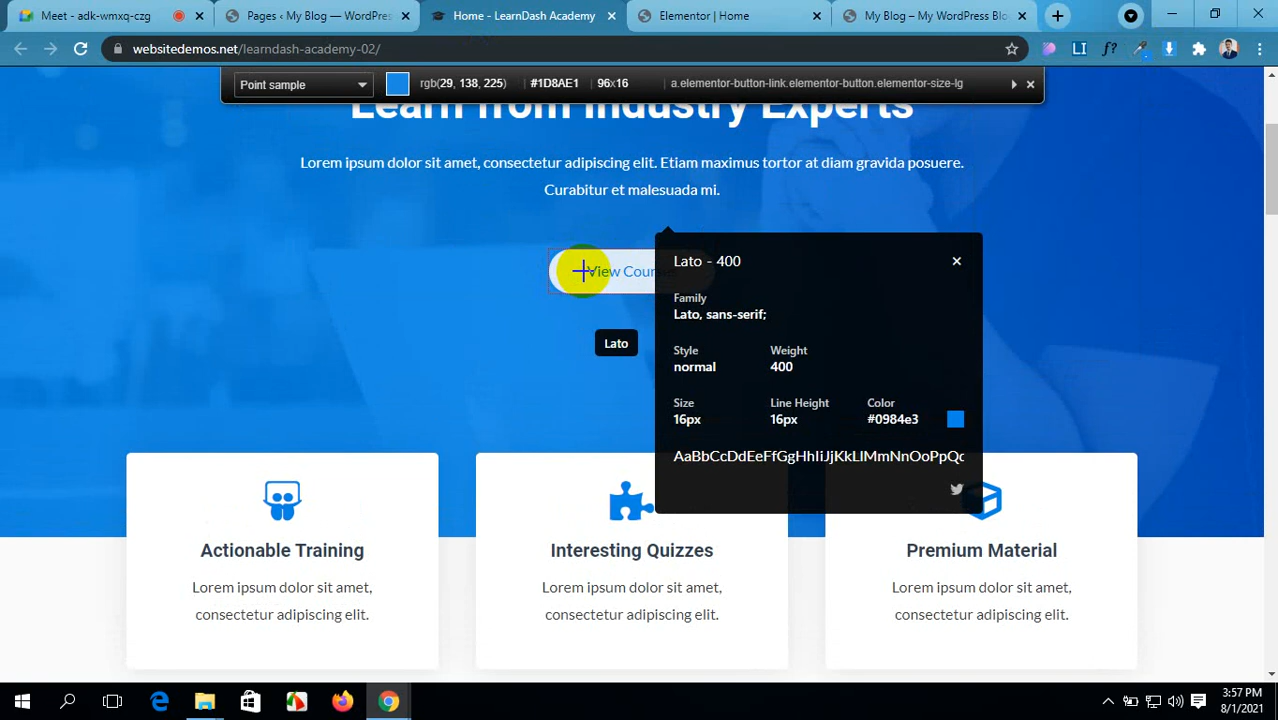 Meet - adk-wmxq-czg
Pages ‹ My Blog — WordPres
Home - LearnDash Academy
Elementor | Home
My Blog – My WordPress Blo
websitedemos.net/learndash-academy-02/
LI
f?
Point sample
rgb(29, 138, 225)
#1D8AE1
96x16
a.elementor-button-link.elementor-button.elementor-size-lg
Learn from Industry Experts
Lorem ipsum dolor sit amet, consectetur adipiscing elit. Etiam maximus tortor at diam gravida posuere.
Curabitur et malesuada mi.
View Course
Lato
Lato - 400
Family
Lato, sans-serif;
Style
Weight
normal
400
Size
Line Height
Color
16px
16px
#0984e3
AaBbCcDdEeFfGgHhIiJjKkLlMmNnOoPpQq
Actionable Training
Lorem ipsum dolor sit amet,
consectetur adipiscing elit.
Interesting Quizzes
Lorem ipsum dolor sit amet,
consectetur adipiscing elit.
Premium Material
Lorem ipsum dolor sit amet,
consectetur adipiscing elit.
3:57 PM
8/1/2021